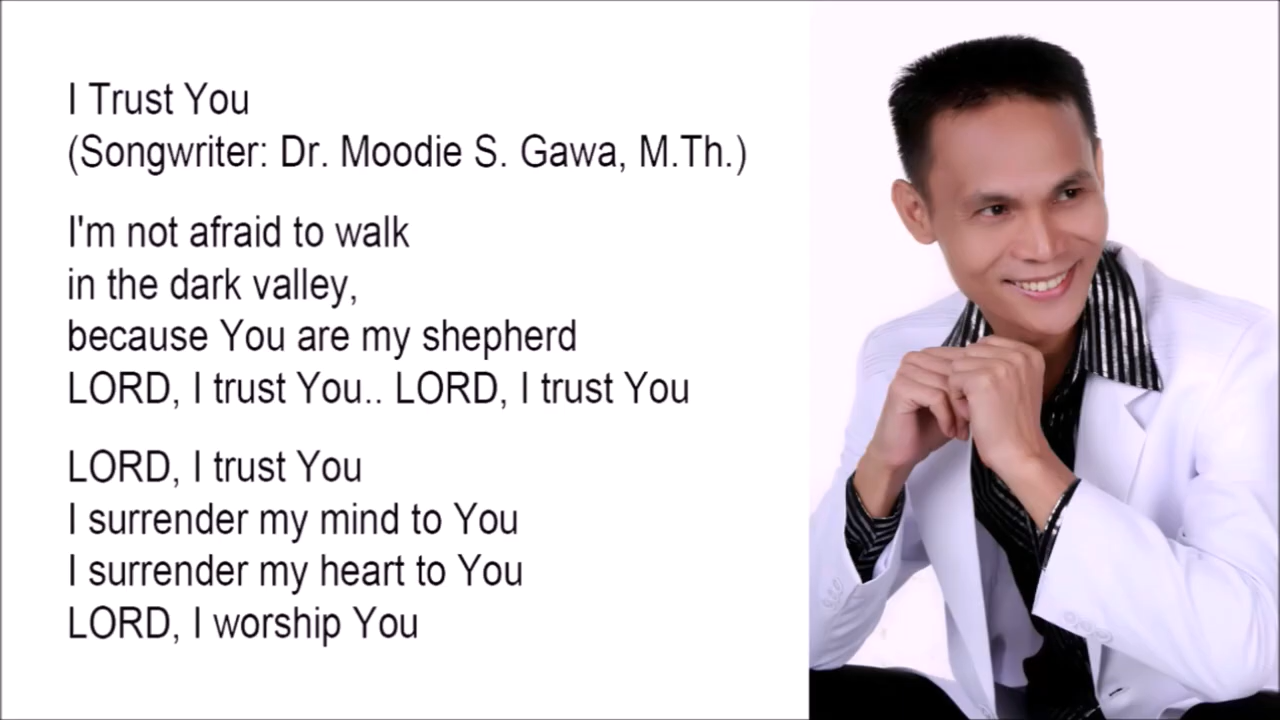 I Trust You
(Songwriter: Dr. Moodie S. Gawa, M.Th.)
I'm not afraid to walk
in the dark valley,
because You are my shepherd
LORD, I trust You.. LORD, I trust You
LORD, I trust You
I surrender my mind to You
I surrender my heart to You
LORD, I worship You